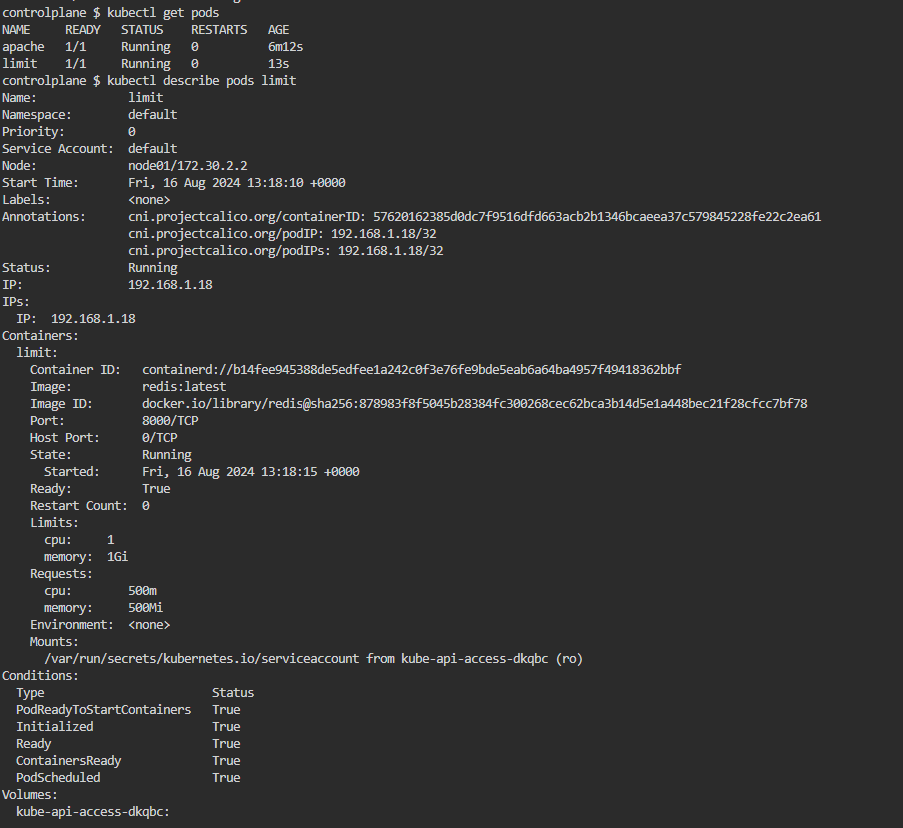 controlplane $ kubectl get pods
NAME     READY   STATUS    RESTARTS   AGE
apache   1/1     Running   0          6m12s
limit    1/1     Running   0          13s
controlplane $ kubectl describe pods limit
Name:             limit
Namespace:        default
Priority:         0
Service Account:  default
Node:             node01/172.30.2.2
Start Time:       Fri, 16 Aug 2024 13:18:10 +0000
Labels:           <none>
Annotations:      cni.projectcalico.org/containerID: 57620162385d0dc7f9516dfd663acb2b1346bcaeea37c579845228fe22c2ea61
                  cni.projectcalico.org/podIP: 192.168.1.18/32
                  cni.projectcalico.org/podIPs: 192.168.1.18/32
Status:           Running
IP:               192.168.1.18
IPs:
  IP:  192.168.1.18
Containers:
  limit:
    Container ID:   containerd://b14fee945388de5edfee1a242c0f3e76fe9bde5eab6a64ba4957f49418362bbf
    Image:          redis:latest
    Image ID:       docker.io/library/redis@sha256:878983f8f5045b28384fc300268cec62bca3b14d5e1a448bec21f28cfcc7bf78
    Port:           8000/TCP
    Host Port:      0/TCP
    State:          Running
      Started:      Fri, 16 Aug 2024 13:18:15 +0000
    Ready:          True
    Restart Count:  0
    Limits:
      cpu:     1
      memory:  1Gi
    Requests:
      cpu:        500m
      memory:     500Mi
    Environment:  <none>
    Mounts:
      /var/run/secrets/kubernetes.io/serviceaccount from kube-api-access-dkqbc (ro)
Conditions:
  Type                        Status
  PodReadyToStartContainers   True
  Initialized                 True
  Ready                       True
  ContainersReady             True
  PodScheduled                True
Volumes:
  kube-api-access-dkqbc: